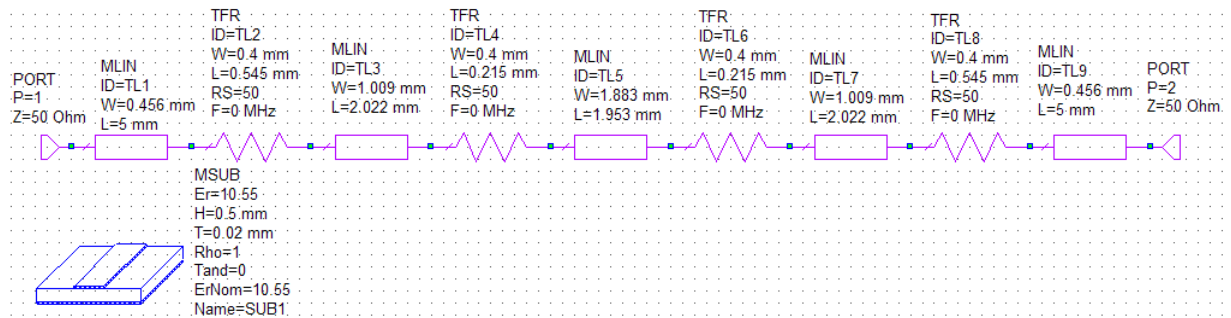 PORT
P=1
Z=50 Ohm
MLIN
ID=TL1
W=0.456 mm
L=5 mm
TFR
ID=TL2
W=0.4 mm
L=0.545 mm
RS=50
F=0 MHz
MLIN
ID=TL3
W=1.009 mm
L=2.022 mm
TFR
ID=TL4
W=0.4 mm
L=0.215 mm
RS=50
F=0 MHz
MLIN
ID=TL5
W=1.883 mm
L=1.953 mm
TFR
ID=TL6
W=0.4 mm
L=0.215 mm
RS=50
F=0 MHz
MLIN
ID=TL7
W=1.009 mm
L=2.022 mm
TFR
ID=TL8
W=0.4 mm
L=0.545 mm
RS=50
F=0 MHz
MLIN
ID=TL9
W=0.456 mm
L=5 mm
PORT
P=2
Z=50 Ohm
MSUB
Er=10.55
H=0.5 mm
T=0.02 mm
Rho=1
Tand=0
ErNom=10.55
Name=SUB1